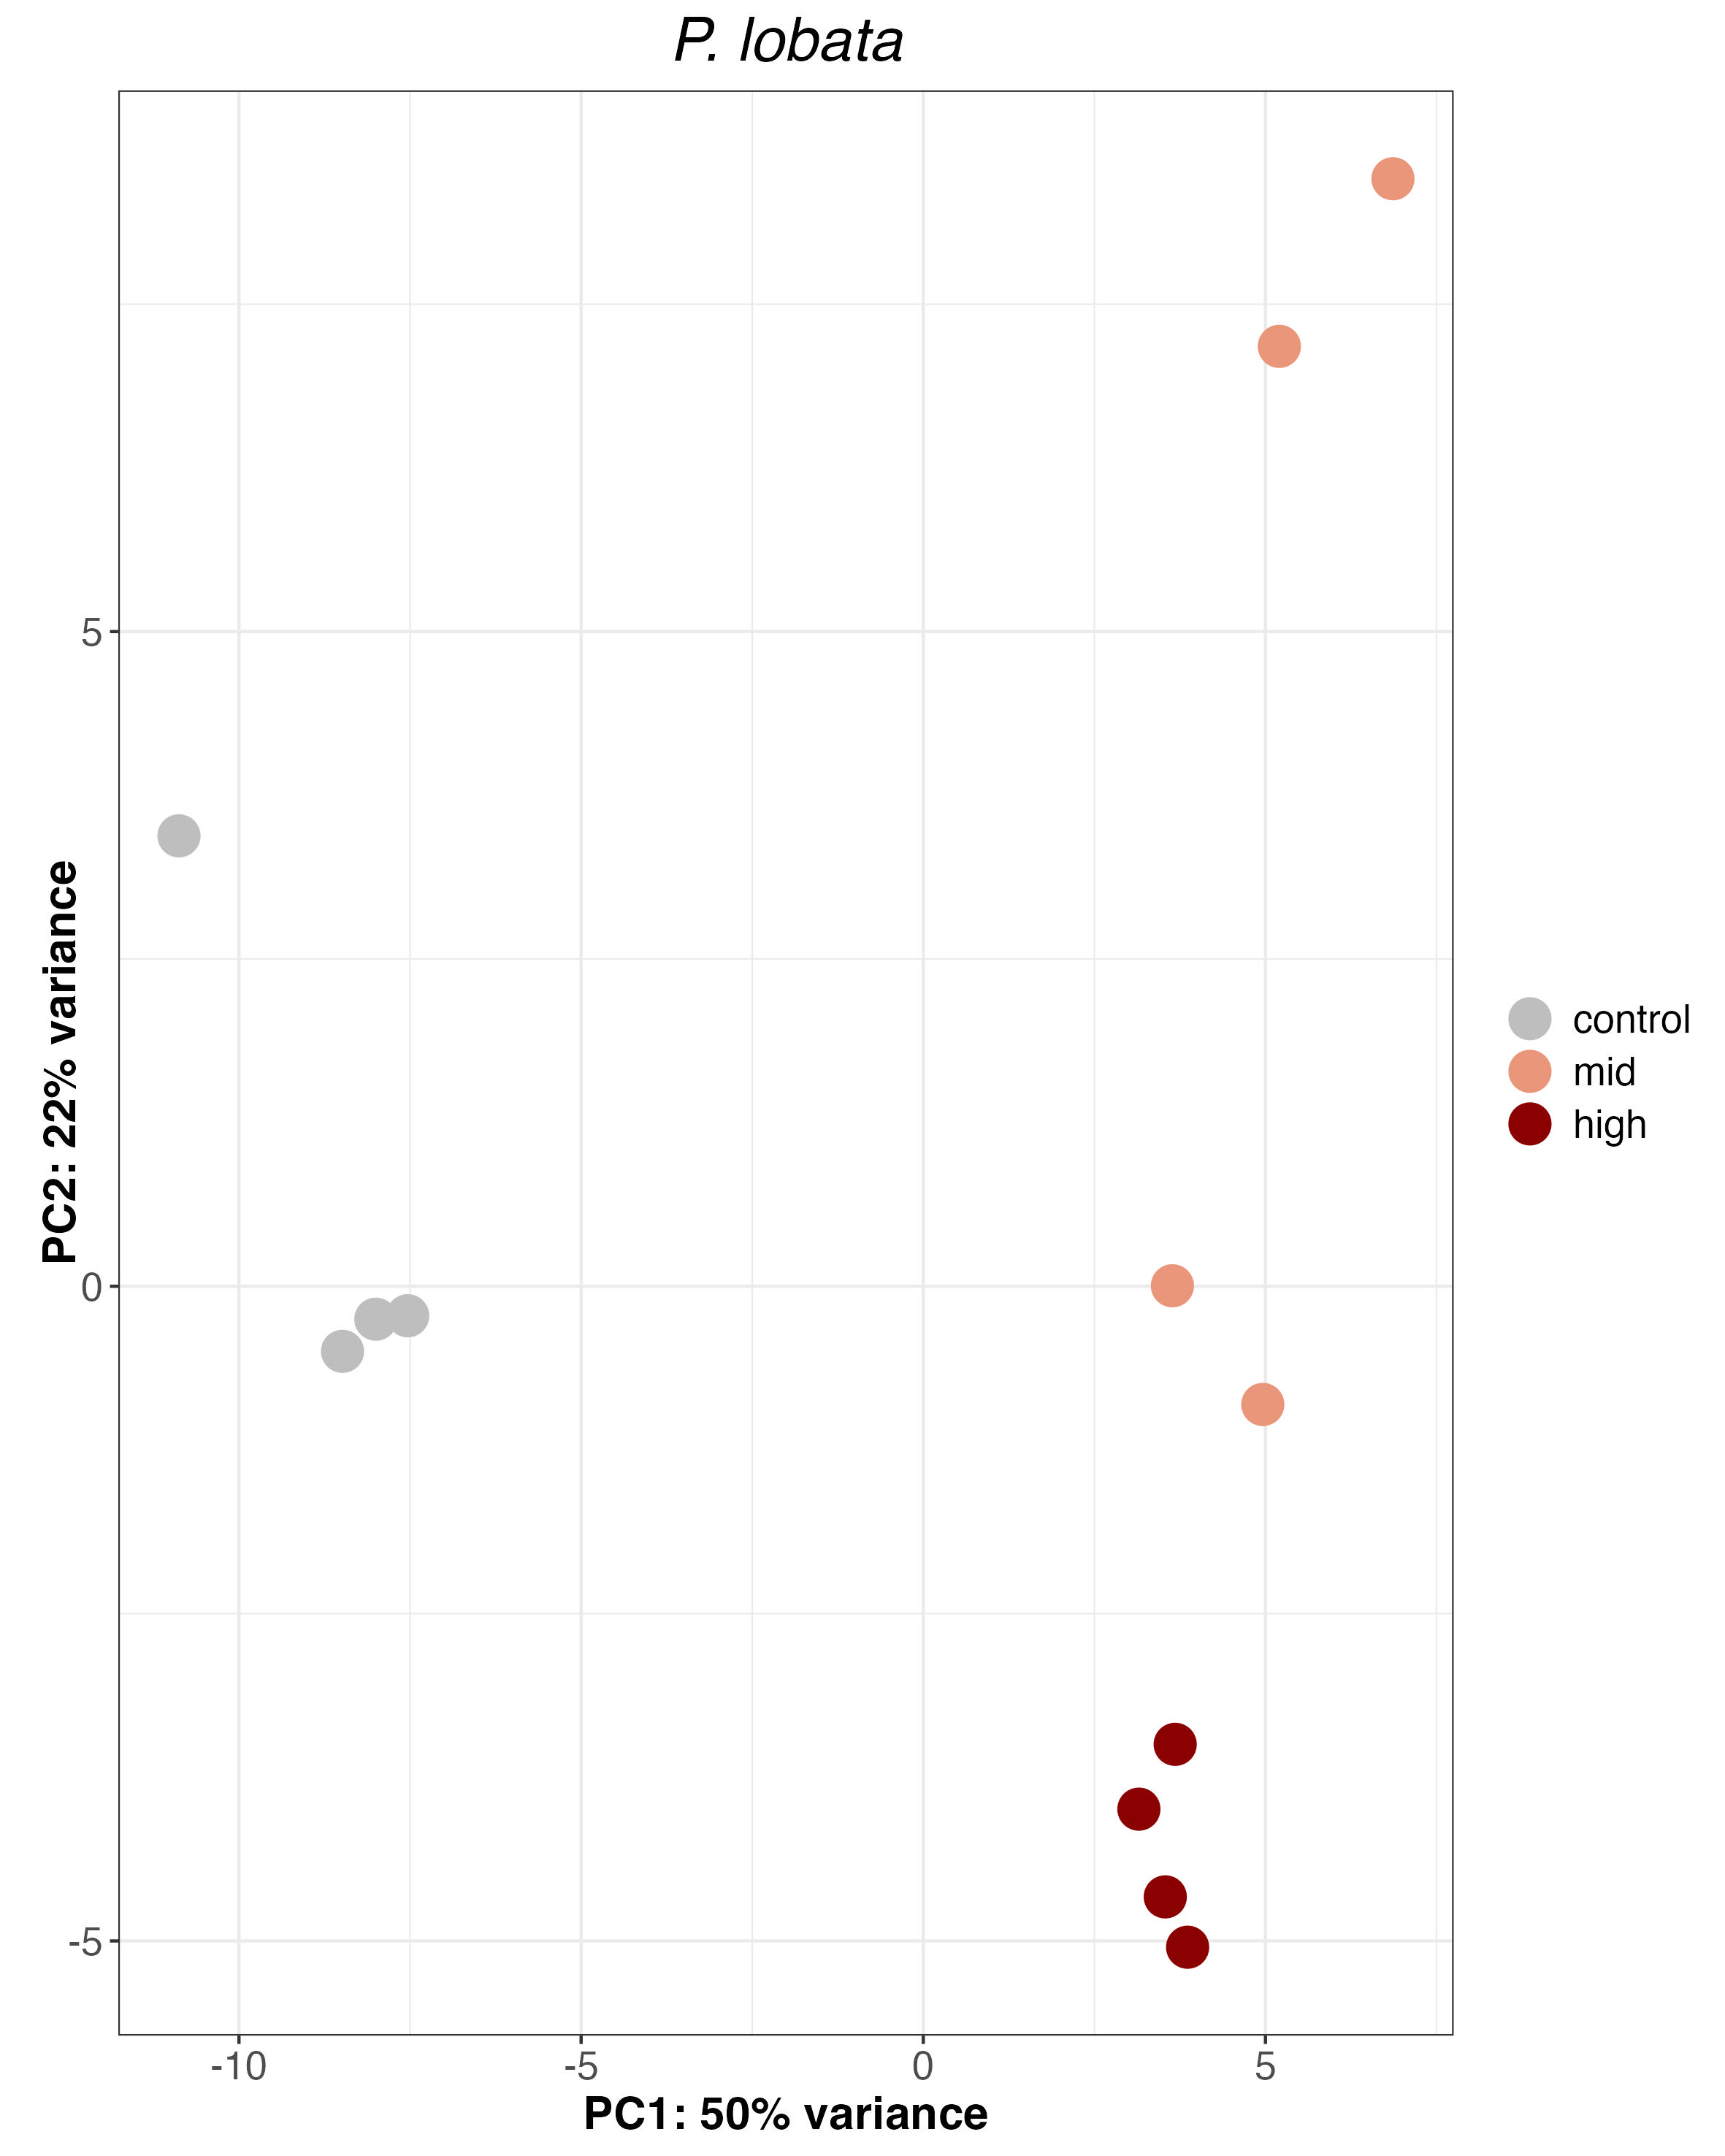 P. lobata
PC2: 22% variance
5
0
-5
-10
-5
0
5
PC1: 50% variance
control
mid
high